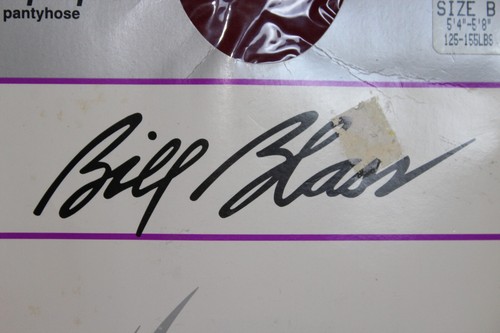 pantyhose
SIZE B
5'4"-5'8"
125-155LBS
Bill Blass